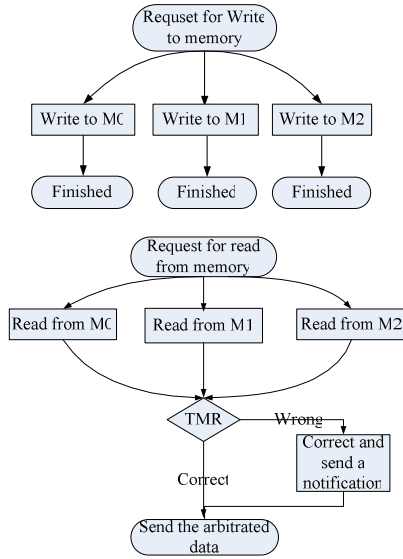 Requset for Write
to memory
Write to M0
Write to M1
Write to M2
Finished
Finished
Finished
Request for read
from memory
Read from M0
Read from M1
Read from M2
TMR
Wrong
Correct and
send a
notification
Correct
Send the arbitrated
data